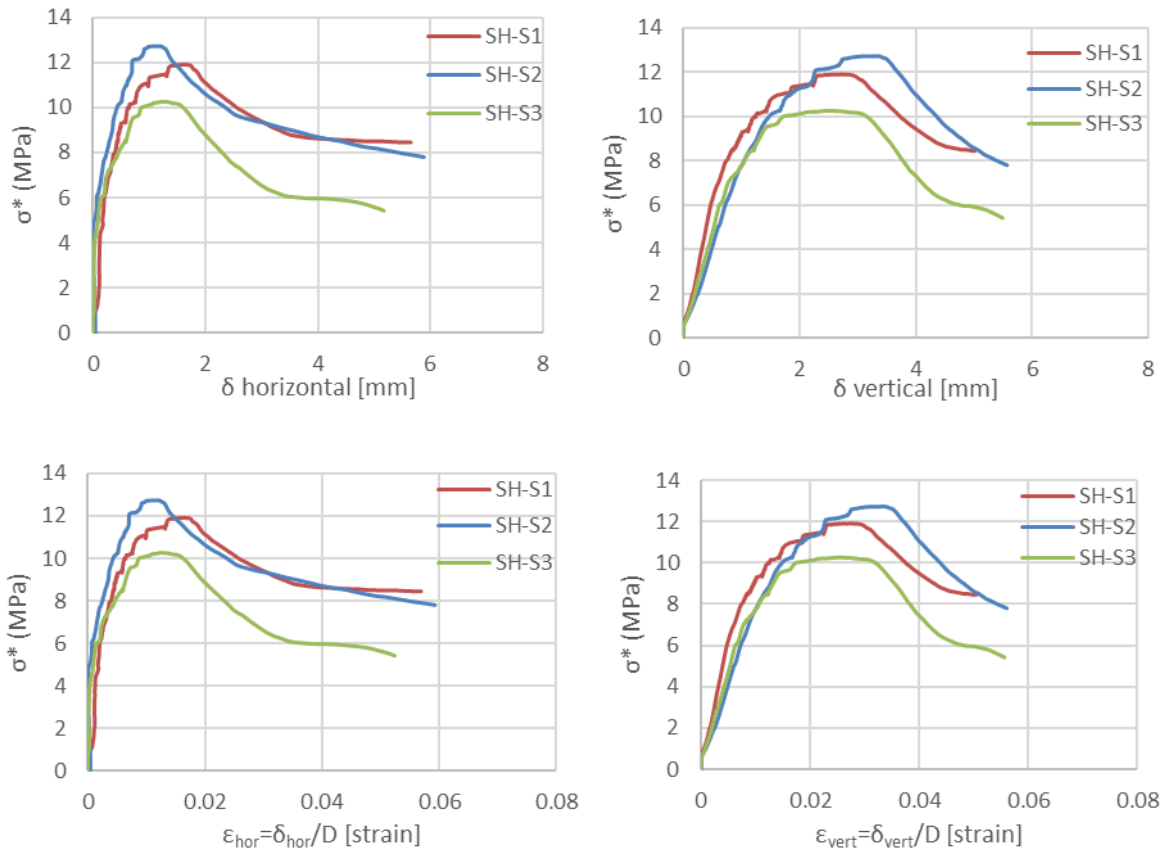 14
12
10
8
6
4
2
0
σ* (MPa)
SH-S1
SH-S2
SH-S3
0 2 4 6 8
δ horizontal [mm]
14
12
10
8
6
4
2
0
σ* (MPa)
SH-S1
SH-S2
SH-S3
0 2 4 6 8
δ vertical [mm]
14
12
10
8
6
4
2
0
σ* (MPa)
SH-S1
SH-S2
SH-S3
0 0.02 0.04 0.06 0.08
εhor=δhor/D [strain]
14
12
10
8
6
4
2
0
σ* (MPa)
SH-S1
SH-S2
SH-S3
0 0.02 0.04 0.06 0.08
εvert=δvert/D [strain]